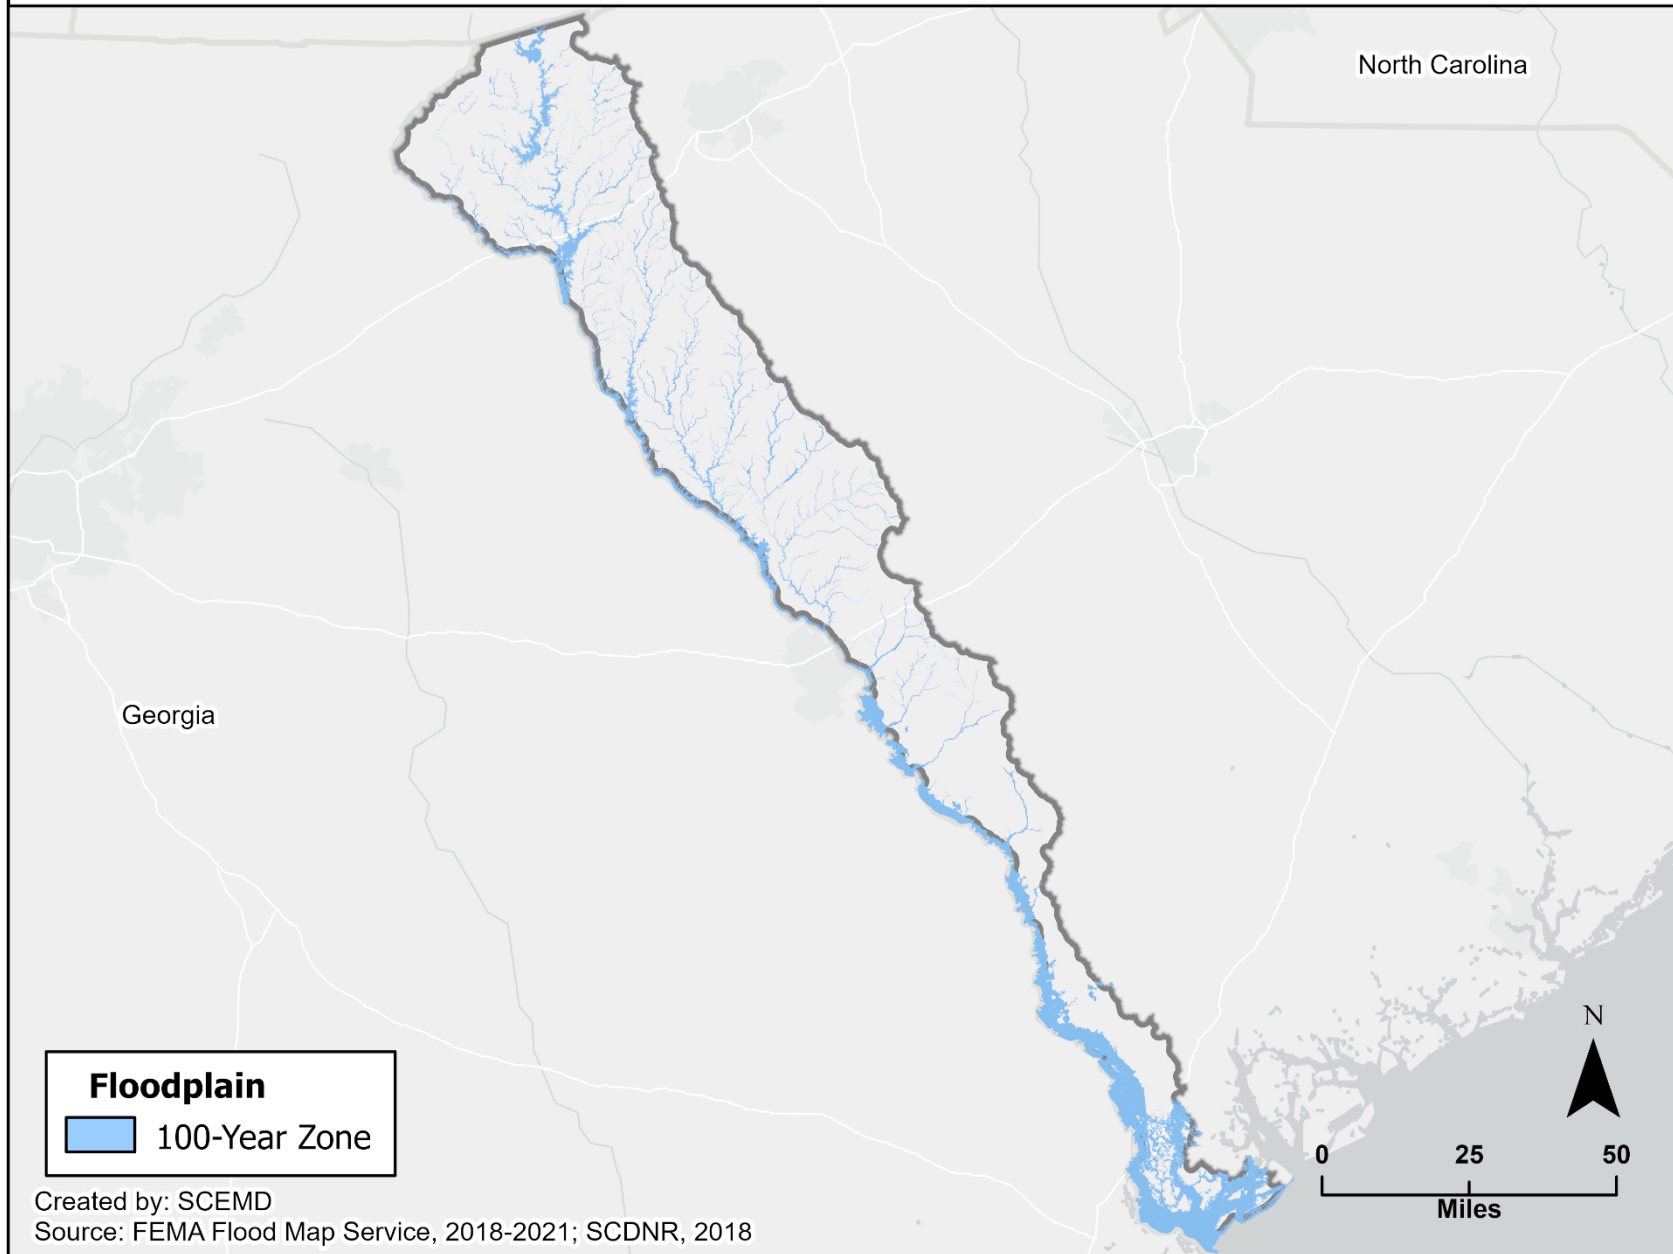 North Carolina
Georgia
N
0 25 50
Miles
Floodplain
100-Year Zone
Created by: SCEMD
Source: FEMA Flood Map Service, 2018-2021; SCDNR, 2018